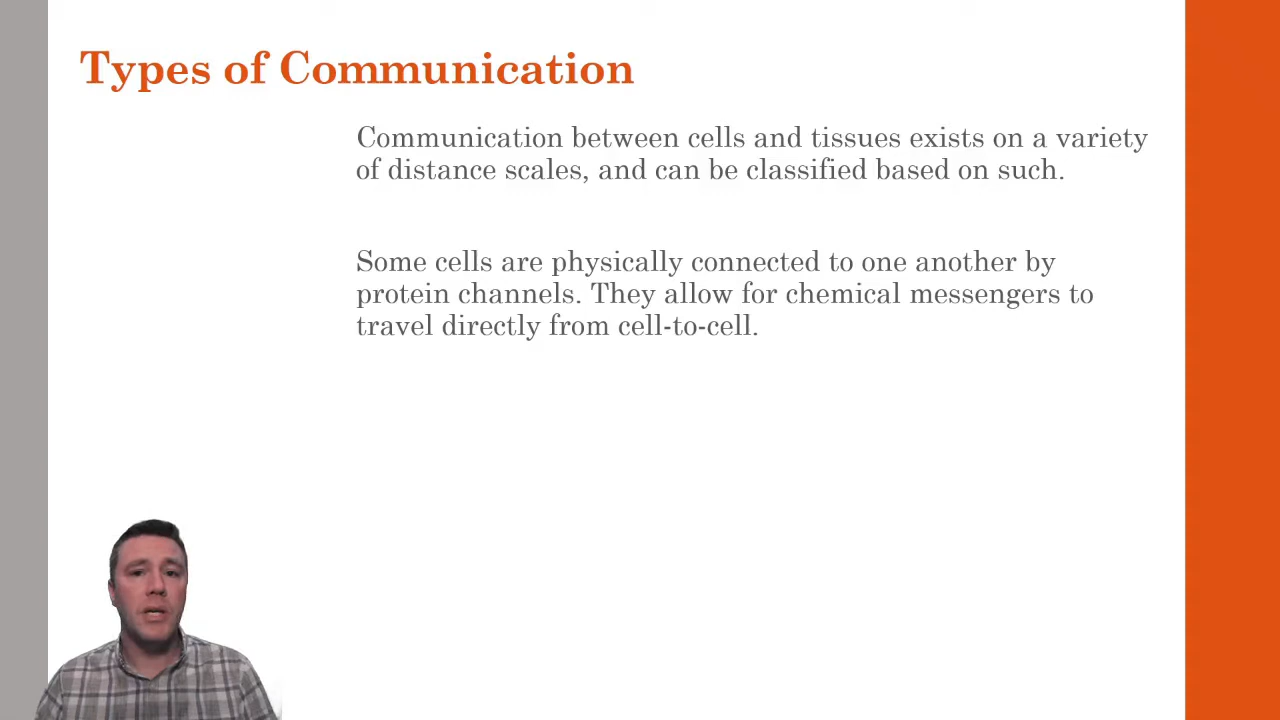 Types of Communication
Communication between cells and tissues exists on a variety
of distance scales, and can be classified based on such.
Some cells are physically connected to one another by
protein channels. They allow for chemical messengers to
travel directly from cell-to-cell.